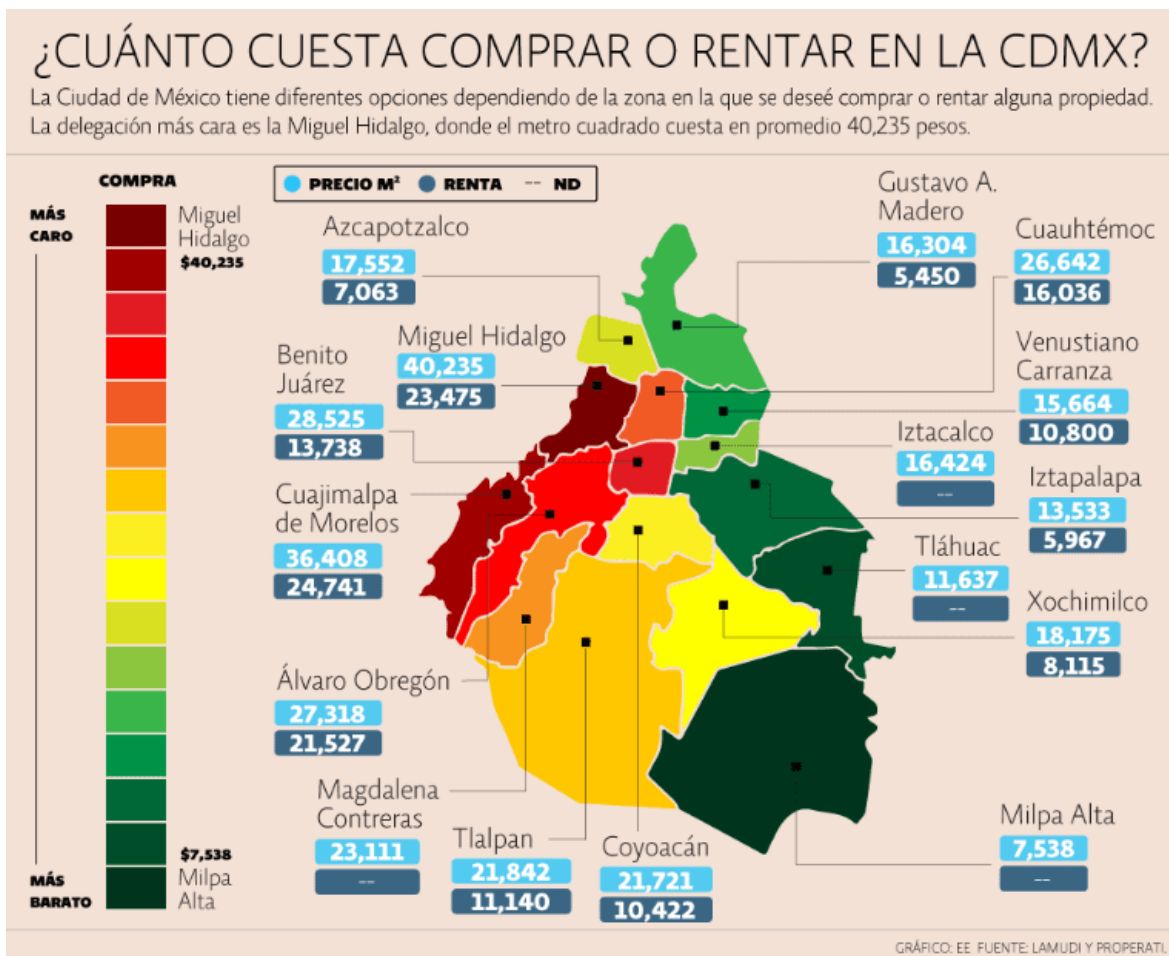 ¿CUÁNTO CUESTA COMPRAR O RENTAR EN LA CDMX?
La Ciudad de México tiene diferentes opciones dependiendo de la zona en la que se deseé comprar o rentar alguna propiedad.
La delegación más cara es la Miguel Hidalgo, donde el metro cuadrado cuesta en promedio 40,235 pesos.
COMPRA
MÁS
CARO
Miguel
Hidalgo
$40,235
$7,538
MÁS
BARATO
Milpa
Alta
PRECIO M² RENTA -- ND
Azcapotzalco
17,552
7,063
Gustavo A.
Madero
16,304
5,450
Cuauhtémoc
26,642
16,036
Miguel Hidalgo
40,235
23,475
Benito
Juárez
28,525
13,738
Venustiano
Carranza
15,664
10,800
Iztacalco
16,424
--
Cuajimalpa
de Morelos
36,408
24,741
Iztapalapa
13,533
5,967
Tláhuac
11,637
--
Xochimilco
18,175
8,115
Álvaro Obregón
27,318
21,527
Magdalena
Contreras
23,111
--
Tlalpan
21,842
11,140
Coyoacán
21,721
10,422
Milpa Alta
7,538
--
GRÁFICO: EE FUENTE: LAMUDI Y PROPERATI.